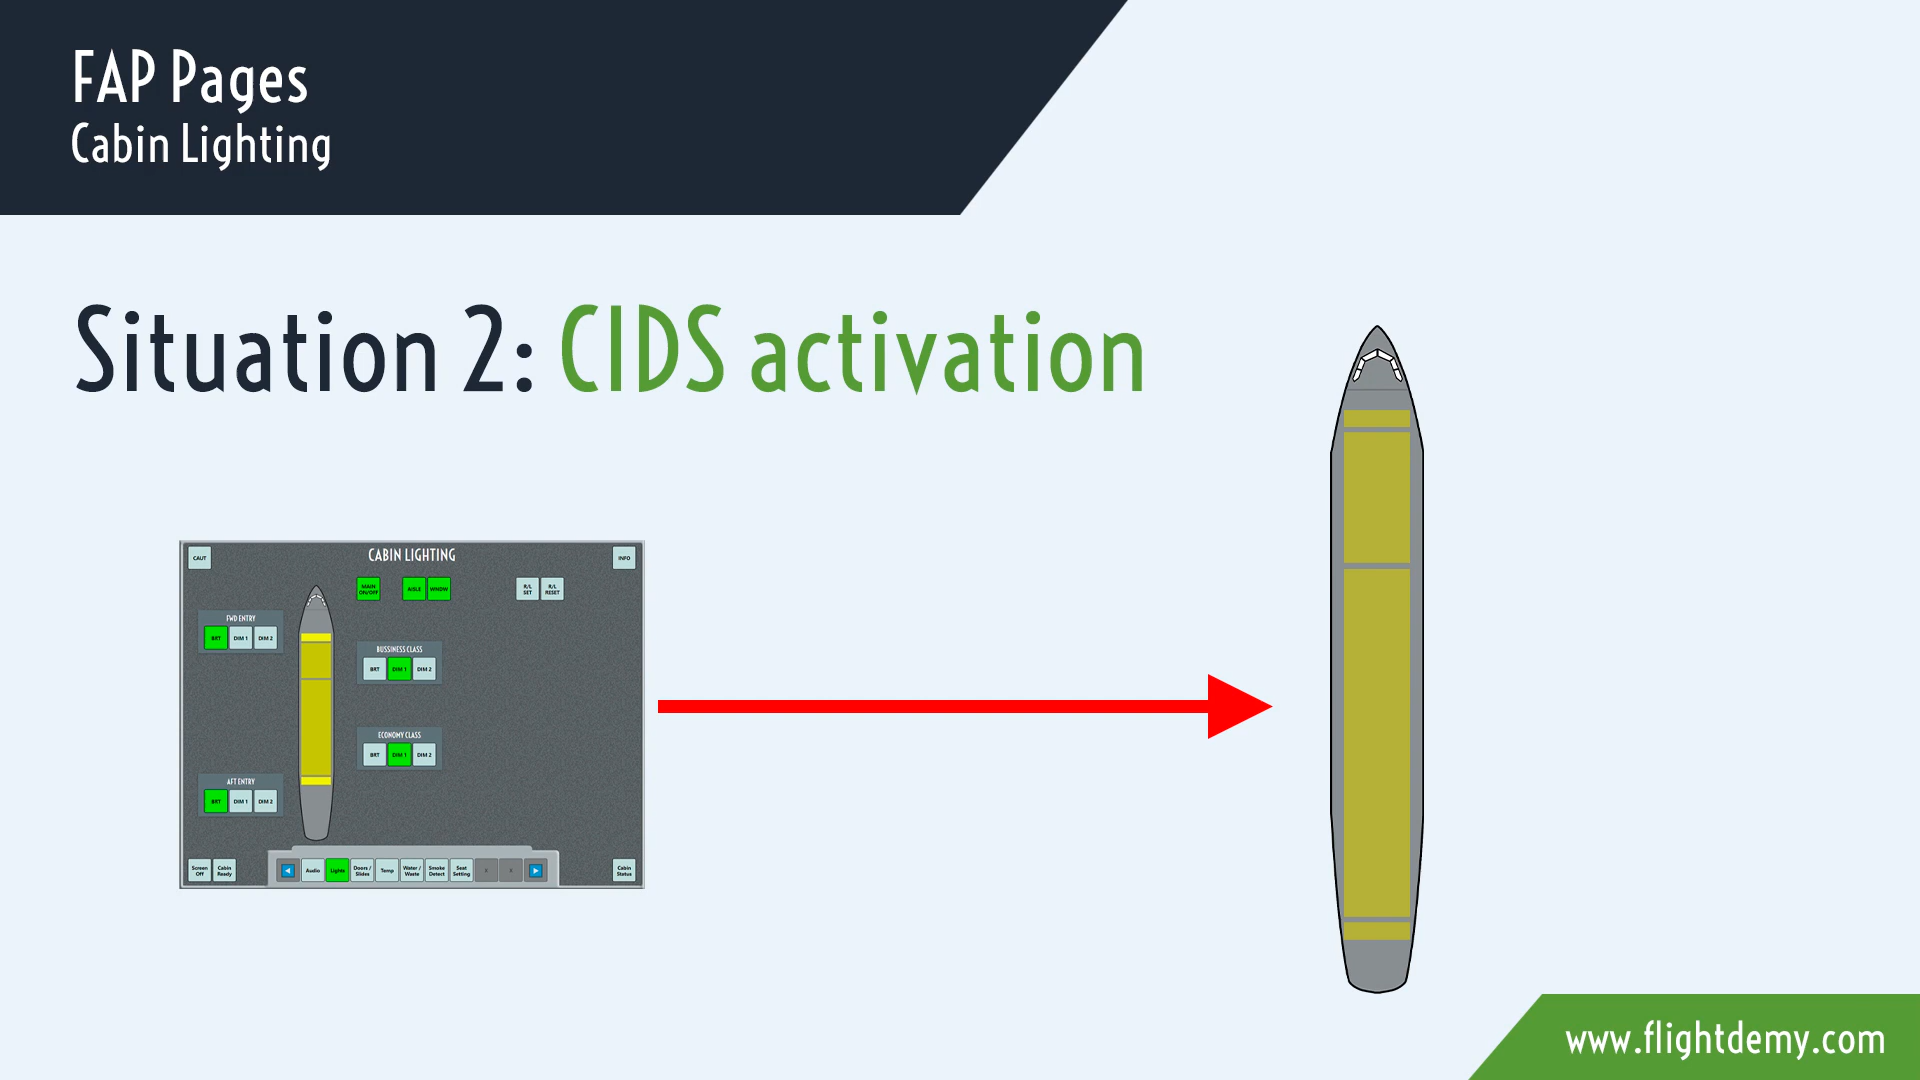 FAP Pages
Cabin Lighting
Situation 2: CIDS activation
CAUT
CABIN LIGHTING
INFO
MAIN ON/OFF
AISLE
WNDW
R/L SET
R/L RESET
FWD ENTRY
BRT DIM 1 DIM 2
BUSSINESS CLASS
BRT DIM 1 DIM 2
ECONOMY CLASS
BRT DIM 1 DIM 2
AFT ENTRY
BRT DIM 1 DIM 2
Screen Off
Cabin Ready
Audio
Lights
Doors / Slides
Temp
Water / Waste
Smoke Detect
Seat Setting
Cabin Status
www.flightdemy.com